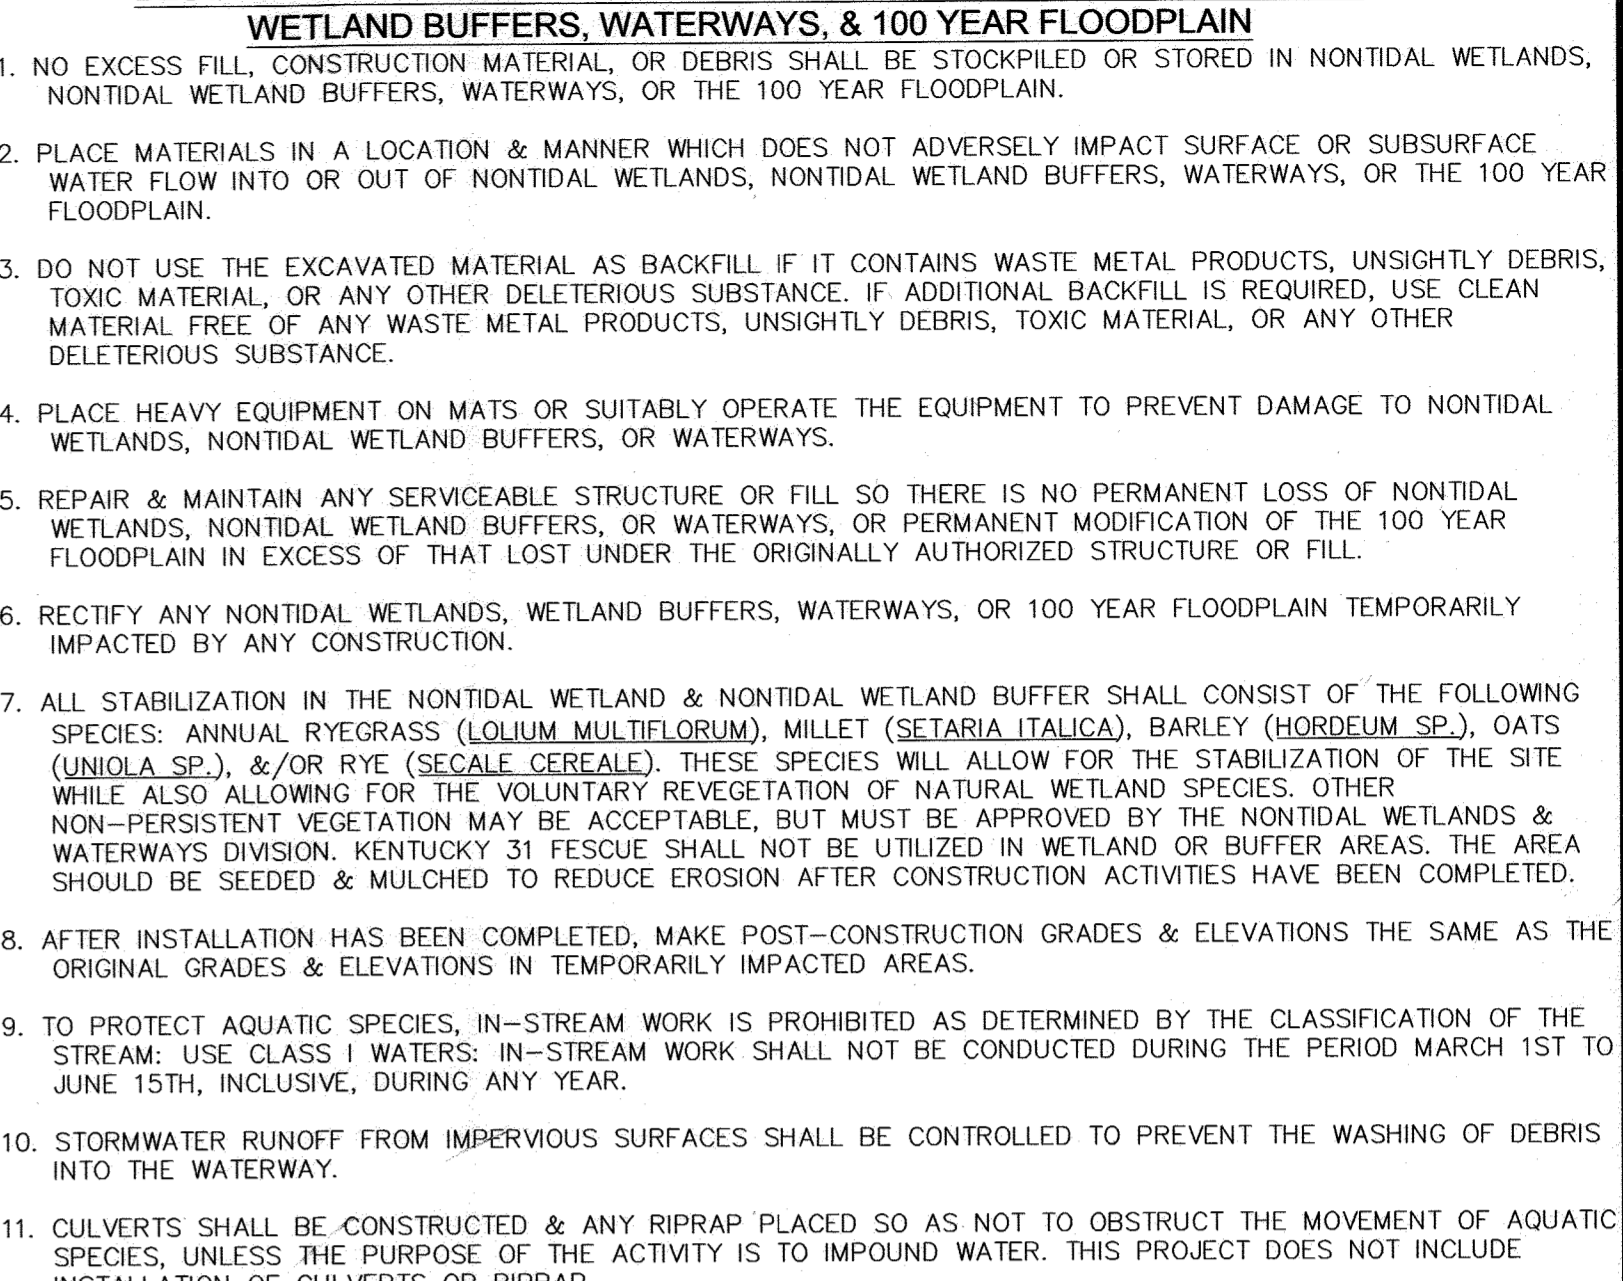 WETLAND BUFFERS, WATERWAYS, & 100 YEAR FLOODPLAIN
1. NO EXCESS FILL, CONSTRUCTION MATERIAL, OR DEBRIS SHALL BE STOCKPILED OR STORED IN NONTIDAL WETLANDS,
NONTIDAL WETLAND BUFFERS, WATERWAYS, OR THE 100 YEAR FLOODPLAIN.
2. PLACE MATERIALS IN A LOCATION & MANNER WHICH DOES NOT ADVERSELY IMPACT SURFACE OR SUBSURFACE
WATER FLOW INTO OR OUT OF NONTIDAL WETLANDS, NONTIDAL WETLAND BUFFERS, WATERWAYS, OR THE 100 YEAR
FLOODPLAIN.
3. DO NOT USE THE EXCAVATED MATERIAL AS BACKFILL IF IT CONTAINS WASTE METAL PRODUCTS, UNSIGHTLY DEBRIS,
TOXIC MATERIAL, OR ANY OTHER DELETERIOUS SUBSTANCE. IF ADDITIONAL BACKFILL IS REQUIRED, USE CLEAN
MATERIAL FREE OF ANY WASTE METAL PRODUCTS, UNSIGHTLY DEBRIS, TOXIC MATERIAL, OR ANY OTHER
DELETERIOUS SUBSTANCE.
4. PLACE HEAVY EQUIPMENT ON MATS OR SUITABLY OPERATE THE EQUIPMENT TO PREVENT DAMAGE TO NONTIDAL
WETLANDS, NONTIDAL WETLAND BUFFERS, OR WATERWAYS.
5. REPAIR & MAINTAIN ANY SERVICEABLE STRUCTURE OR FILL SO THERE IS NO PERMANENT LOSS OF NONTIDAL
WETLANDS, NONTIDAL WETLAND BUFFERS, OR WATERWAYS, OR PERMANENT MODIFICATION OF THE 100 YEAR
FLOODPLAIN IN EXCESS OF THAT LOST UNDER THE ORIGINALLY AUTHORIZED STRUCTURE OR FILL.
6. RECTIFY ANY NONTIDAL WETLANDS, WETLAND BUFFERS, WATERWAYS, OR 100 YEAR FLOODPLAIN TEMPORARILY
IMPACTED BY ANY CONSTRUCTION.
7. ALL STABILIZATION IN THE NONTIDAL WETLAND & NONTIDAL WETLAND BUFFER SHALL CONSIST OF THE FOLLOWING
SPECIES: ANNUAL RYEGRASS (LOLIUM MULTIFLORUM), MILLET (SETARIA ITALICA), BARLEY (HORDEUM SP.), OATS
(UNIOLA SP.), &/OR RYE (SECALE CEREALE). THESE SPECIES WILL ALLOW FOR THE STABILIZATION OF THE SITE
WHILE ALSO ALLOWING FOR THE VOLUNTARY REVEGETATION OF NATURAL WETLAND SPECIES. OTHER
NON-PERSISTENT VEGETATION MAY BE ACCEPTABLE, BUT MUST BE APPROVED BY THE NONTIDAL WETLANDS &
WATERWAYS DIVISION. KENTUCKY 31 FESCUE SHALL NOT BE UTILIZED IN WETLAND OR BUFFER AREAS. THE AREA
SHOULD BE SEEDED & MULCHED TO REDUCE EROSION AFTER CONSTRUCTION ACTIVITIES HAVE BEEN COMPLETED.
8. AFTER INSTALLATION HAS BEEN COMPLETED, MAKE POST-CONSTRUCTION GRADES & ELEVATIONS THE SAME AS THE
ORIGINAL GRADES & ELEVATIONS IN TEMPORARILY IMPACTED AREAS.
9. TO PROTECT AQUATIC SPECIES, IN-STREAM WORK IS PROHIBITED AS DETERMINED BY THE CLASSIFICATION OF THE
STREAM: USE CLASS I WATERS: IN-STREAM WORK SHALL NOT BE CONDUCTED DURING THE PERIOD MARCH 1ST TO
JUNE 15TH, INCLUSIVE, DURING ANY YEAR.
10. STORMWATER RUNOFF FROM IMPERVIOUS SURFACES SHALL BE CONTROLLED TO PREVENT THE WASHING OF DEBRIS
INTO THE WATERWAY.
11. CULVERTS SHALL BE CONSTRUCTED & ANY RIPRAP PLACED SO AS NOT TO OBSTRUCT THE MOVEMENT OF AQUATIC
SPECIES, UNLESS THE PURPOSE OF THE ACTIVITY IS TO IMPOUND WATER. THIS PROJECT DOES NOT INCLUDE
INSTALLATION OF CULVERTS OR RIPRAP.